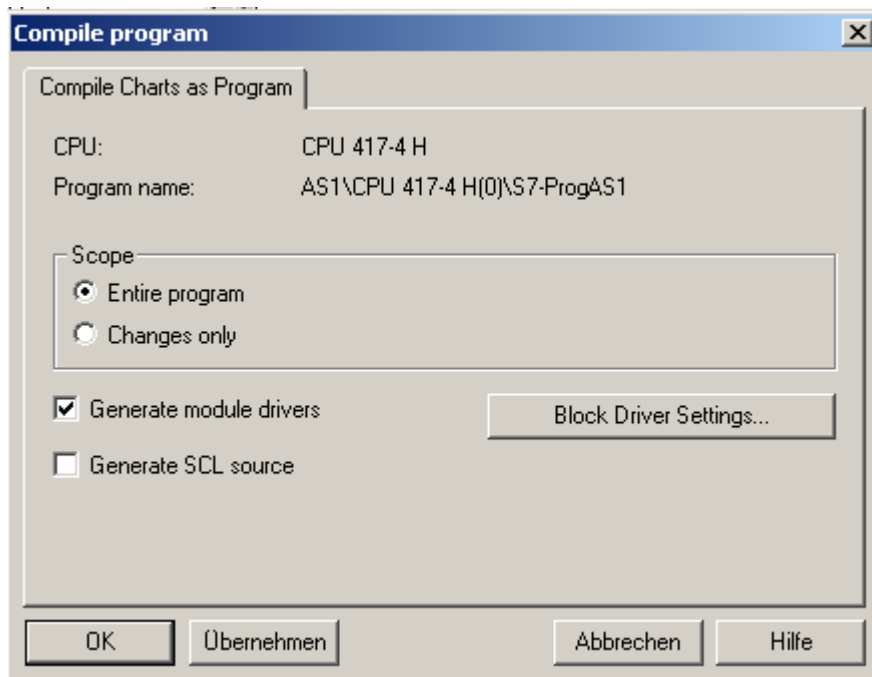 Compile program
Compile Charts as Program
CPU: CPU 417-4 H
Program name: AS1\CPU 417-4 H(0)\S7-ProgAS1
Scope
Entire program
Changes only
Generate module drivers
Block Driver Settings...
Generate SCL source
OK Übernehmen Abbrechen Hilfe